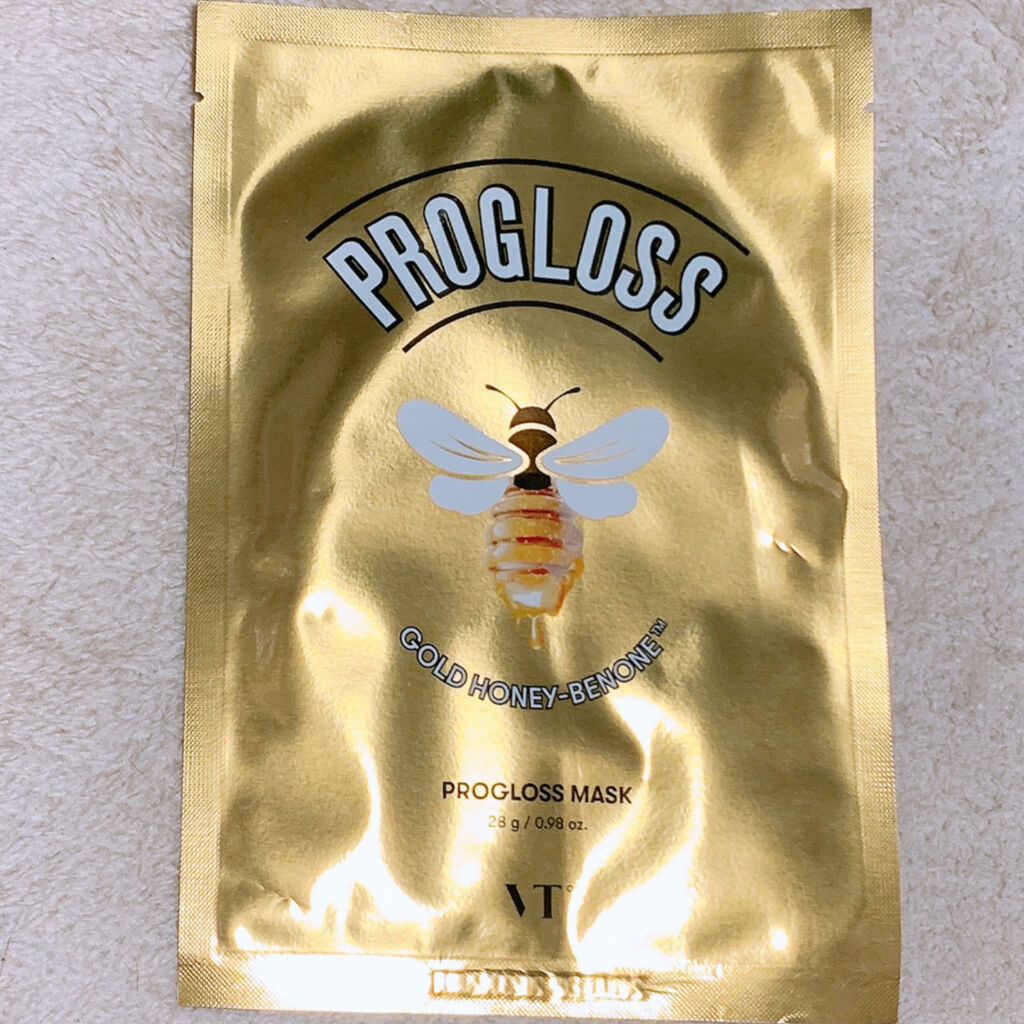 PROGLOSS
GOLD HONEY-BENONE™
PROGLOSS MASK
28 g / 0.98 oz.
VT